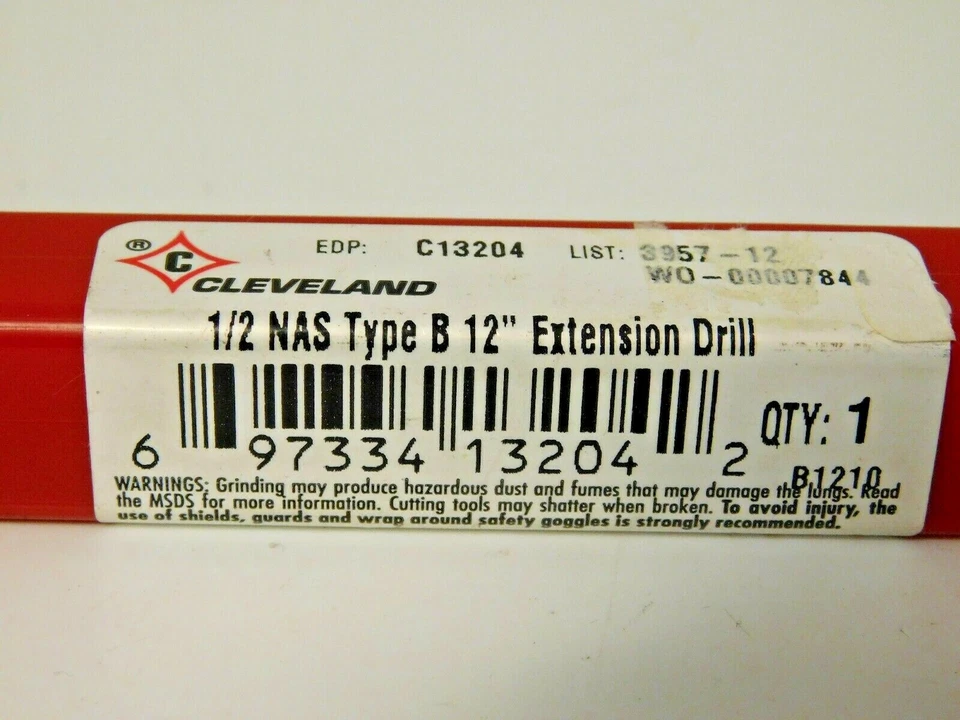 ® C CLEVELAND
EDP: C13204 LIST: 3957-12
WO-00007844
1/2 NAS Type B 12" Extension Drill
6 97334 13204 2
QTY: 1
B1210
WARNINGS: Grinding may produce hazardous dust and fumes that may damage the lungs. Read
the MSDS for more information. Cutting tools may shatter when broken. To avoid injury, the
use of shields, guards and wrap around safety goggles is strongly recommended.